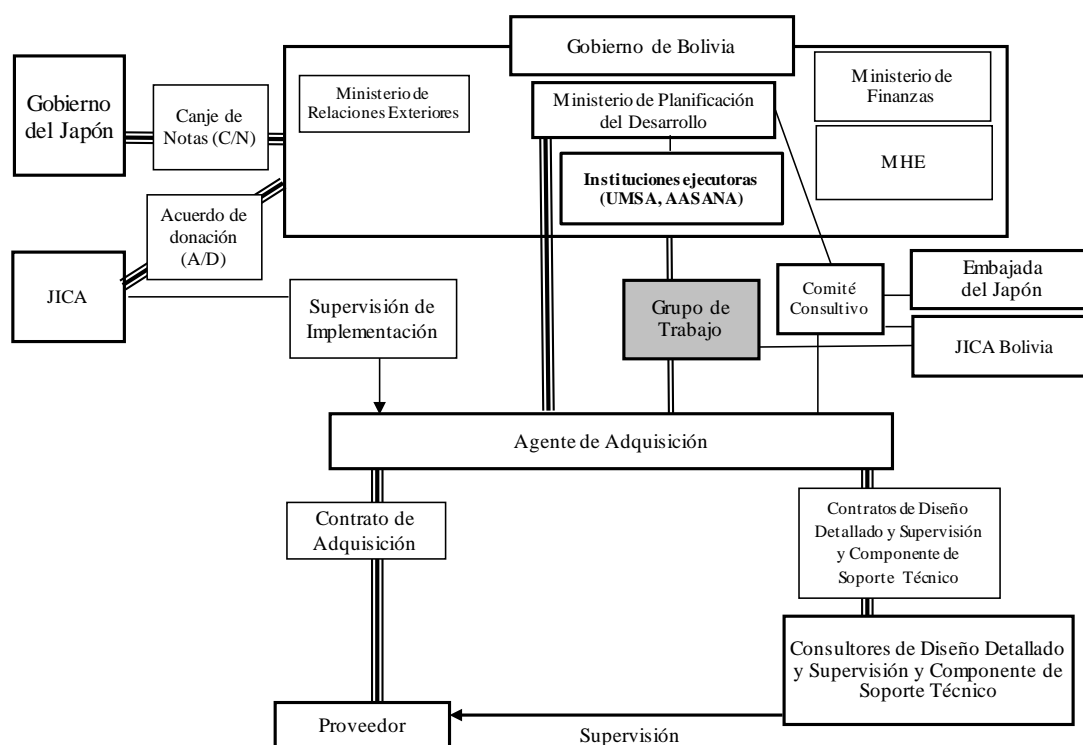 Gobierno de Bolivia
Gobierno
del Japón
Canje de
Notas (C/N)
Ministerio de
Relaciones Exteriores
Ministerio de Planificación
del Desarrollo
Ministerio de
Finanzas
MHE
Instituciones ejecutoras
(UMSA, AASANA)
Acuerdo de
donación
(A/D)
JICA
Supervisión de
Implementación
Grupo de
Trabajo
Comité
Consultivo
Embajada
del Japón
JICA Bolivia
Agente de Adquisición
Contrato de
Adquisición
Contratos de Diseño
Detallado y Supervisión
y Componente de
Soporte Técnico
Consultores de Diseño Detallado
y Supervisión y Componente de
Soporte Técnico
Proveedor
Supervisión